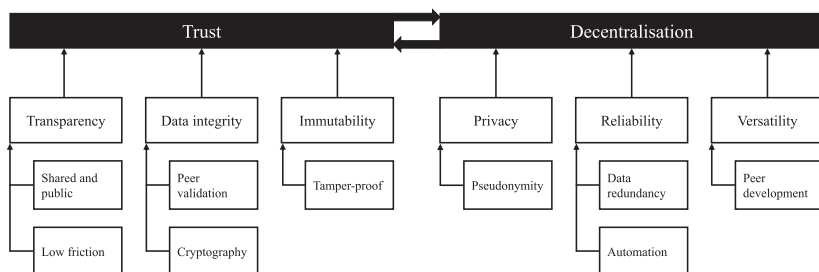 Trust
Decentralisation
Transparency
Data integrity
Immutability
Privacy
Reliability
Versatility
Shared and
public
Peer
validation
Tamper-proof
Pseudonymity
Data
redundancy
Peer
development
Low friction
Cryptography
Automation